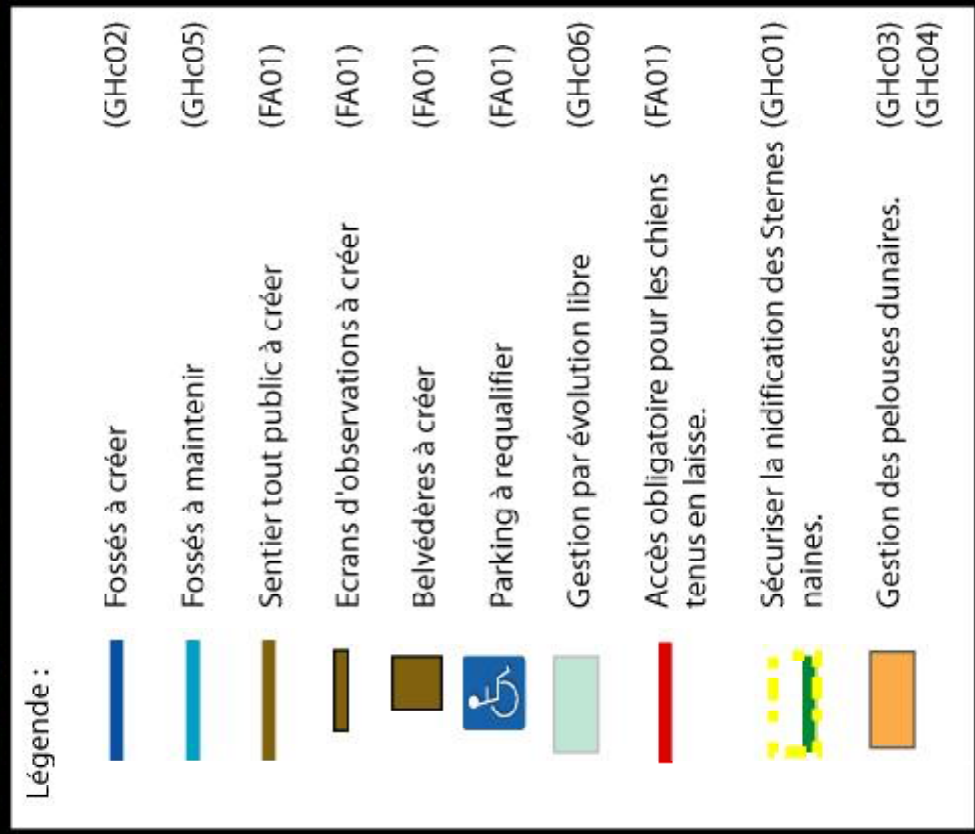 Légende :
Fossés à créer (GHc02)
Fossés à maintenir (GHc05)
Sentier tout public à créer (FA01)
Ecrans d'observations à créer (FA01)
Belvédères à créer (FA01)
Parking à requalifier (FA01)
Gestion par évolution libre (GHc06)
Accès obligatoire pour les chiens (FA01)
tenus en laisse.
Sécuriser la nidification des Sternes (GHc01)
naines.
Gestion des pelouses dunaires. (GHc03)
(GHc04)